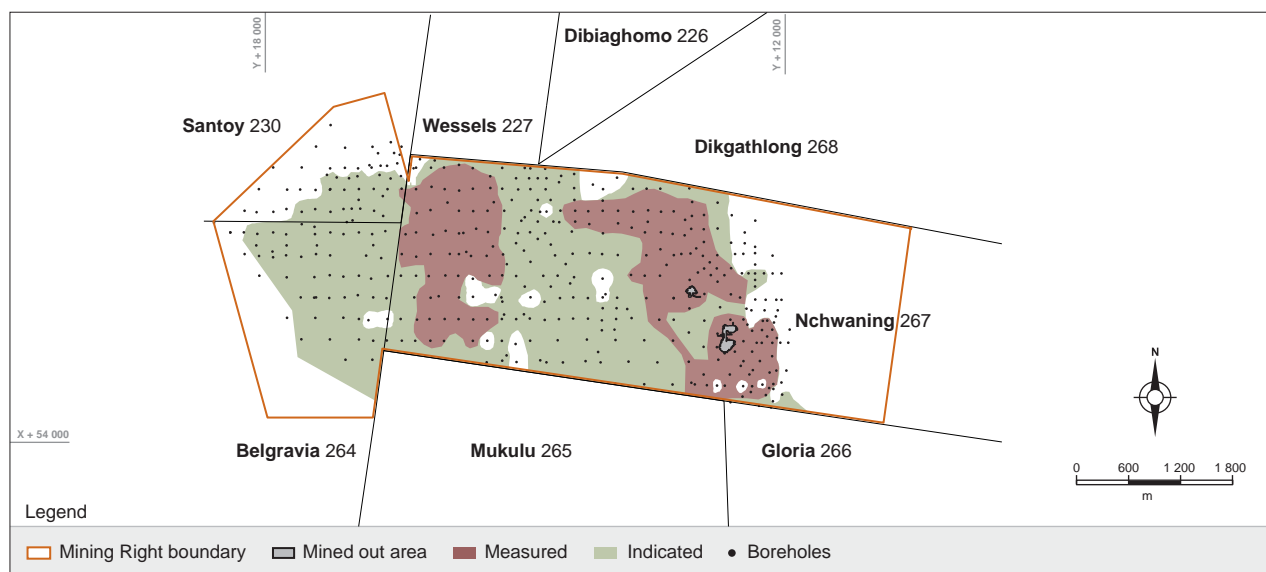 Y + 18 000
Y + 12 000
Dibiaghomo 226
Santoy 230
Wessels 227
Dikgathlong 268
Nchwaning 267
N
X + 54 000
Belgravia 264
Mukulu 265
Gloria 266
0 600 1 200 1 800
m
Legend
Mining Right boundary Mined out area Measured Indicated Boreholes